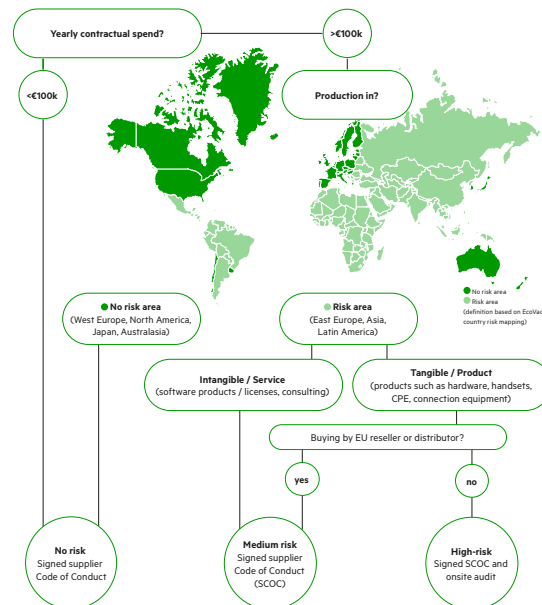 Yearly contractual spend?
>€100k
<€100k
Production in?
No risk area
Risk area
(definition based on EcoVad
country risk mapping)
No risk area
(West Europe, North America,
Japan, Australasia)
Risk area
(East Europe, Asia,
Latin America)
Intangible / Service
(software products / licenses, consulting)
Tangible / Product
(products such as hardware, handsets,
CPE, connection equipment)
Buying by EU reseller or distributor?
yes
no
No risk
Signed supplier
Code of Conduct
Medium risk
Signed supplier
Code of Conduct
(SCOC)
High-risk
Signed SCOC and
onsite audit